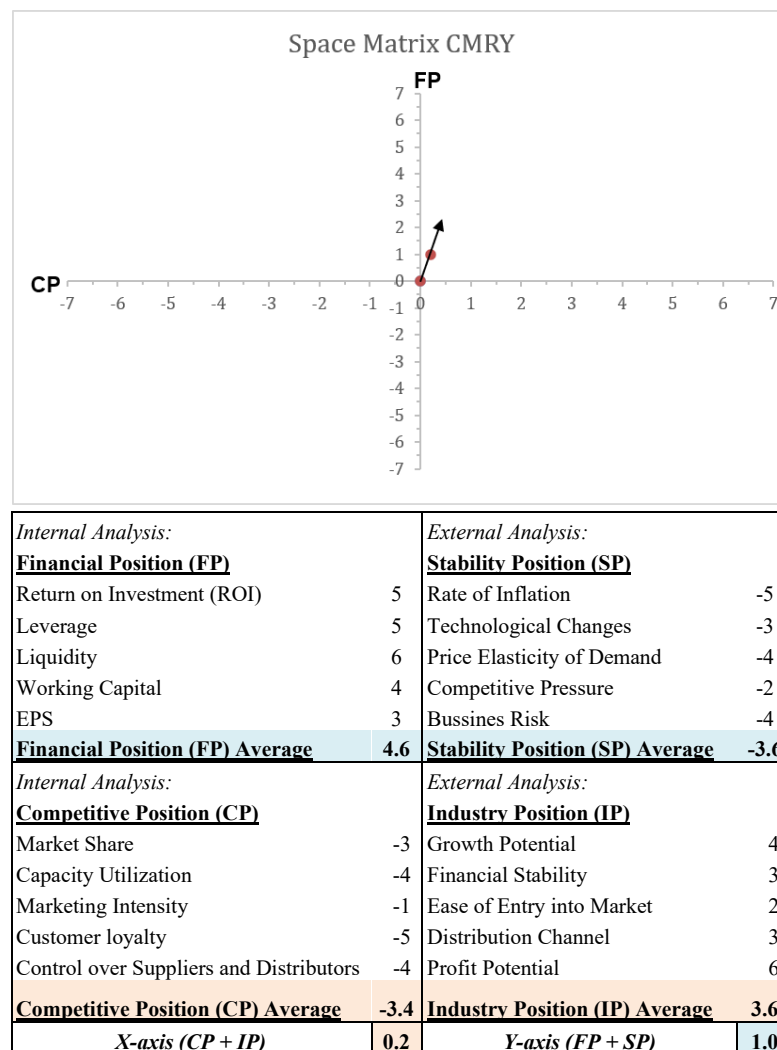 Space Matrix CMRY
FP
7
6
5
4
3
2
1
CP 0
-7 -6 -5 -4 -3 -2 -1 0 1 2 3 4 5 6 7
-1
-2
-3
-4
-5
-6
-7
Internal Analysis: External Analysis:
Financial Position (FP) Stability Position (SP)
Return on Investment (ROI) 5 Rate of Inflation -5
Leverage 5 Technological Changes -3
Liquidity 6 Price Elasticity of Demand -4
Working Capital 4 Competitive Pressure -2
EPS 3 Bussines Risk -4
Financial Position (FP) Average 4.6 Stability Position (SP) Average -3.6
Internal Analysis: External Analysis:
Competitive Position (CP) Industry Position (IP)
Market Share -3 Growth Potential 4
Capacity Utilization -4 Financial Stability 3
Marketing Intensity -1 Ease of Entry into Market 2
Customer loyalty -5 Distribution Channel 3
Control over Suppliers and Distributors -4 Profit Potential 6
Competitive Position (CP) Average -3.4 Industry Position (IP) Average 3.6
X-axis (CP + IP) 0.2 Y-axis (FP + SP) 1.0